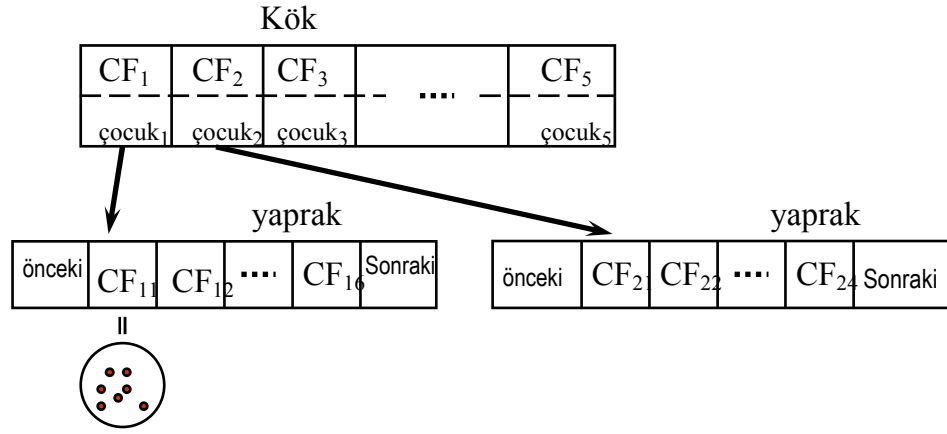 Kök
CF₁ CF₂ CF₃ ···· CF₅
çocuk₁ çocuk₂ çocuk₃ çocuk₅
yaprak yaprak
önceki CF₁₁ CF₁₂ ···· CF₁₆ Sonraki
önceki CF₂₁ CF₂₂ ···· CF₂₄ Sonraki
=